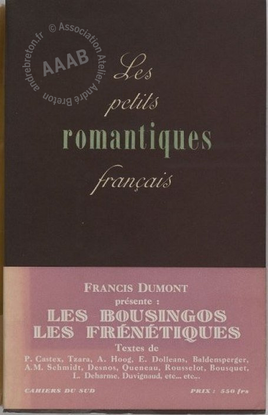 andrebreton.fr © Association Atelier André Breton
AAAB
Les
petits
romantiques
français
FRANCIS DUMONT
présente :
LES BOUSINGOS
LES FRÉNÉTIQUES
Textes de
P. Castex, Tzara, A. Hoog, E. Dolleans, Baldensperger,
A.M. Schmidt, Desnos, Queneau, Rousselot, Bousquet,
L. Deharme, Duvignaud, etc... etc...
CAHIERS DU SUD PRIX : 550 frs